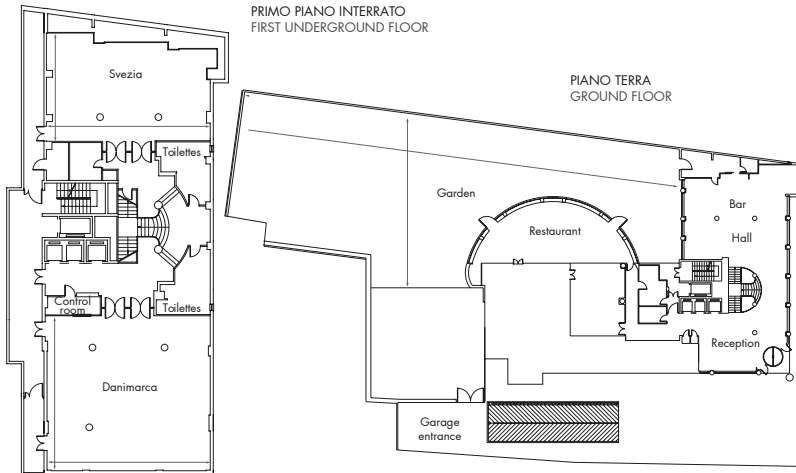 PRIMO PIANO INTERRATO
FIRST UNDERGROUND FLOOR
Svezia
Toilettes
Control
room
Toilettes
Danimarca
PIANO TERRA
GROUND FLOOR
Garden
Restaurant
Bar
Hall
Reception
Garage
entrance